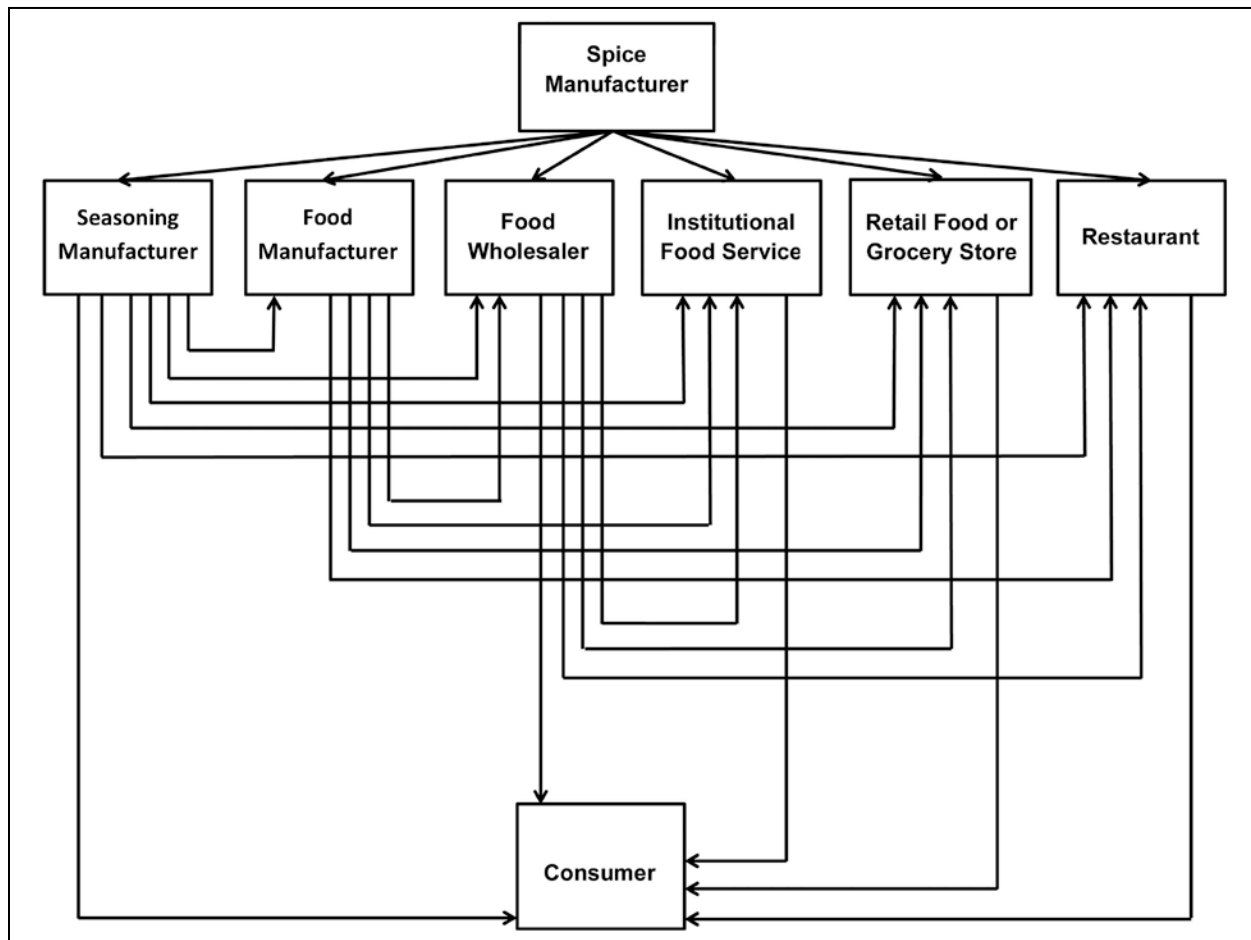 Spice
Manufacturer
Seasoning
Manufacturer
Food
Manufacturer
Food
Wholesaler
Institutional
Food Service
Retail Food or
Grocery Store
Restaurant
Consumer